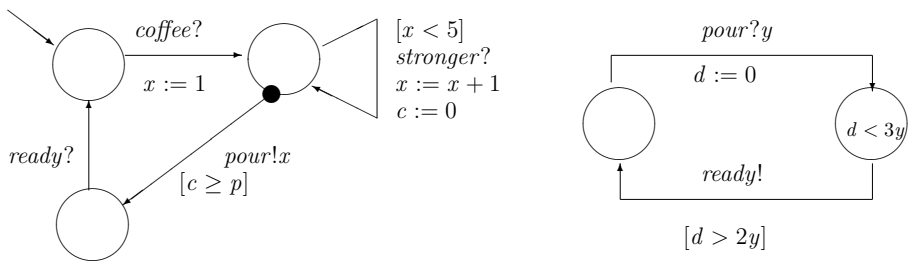 coffee?
x := 1
[x < 5]
stronger?
x := x + 1
c := 0
ready?
pour!x
[c ≥ p]
pour?y
d := 0
d < 3y
ready!
[d > 2y]